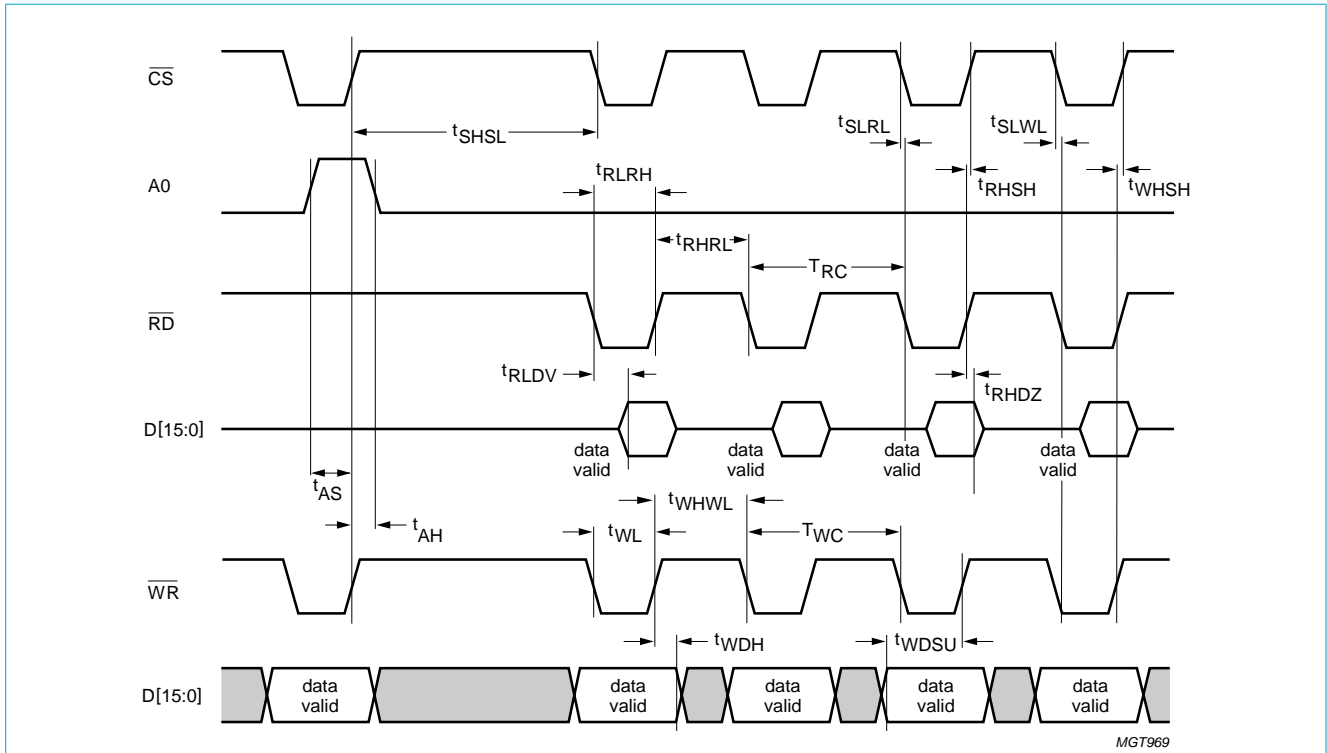 CS
tSHSL
tSLRL
tSLWL
A0
tRLRH
tRHSH
tWHSH
tRHRL
TRC
RD
tRLDV
tRHDZ
D[15:0]
data valid
data valid
data valid
data valid
tAS
tWHWL
tAH
tWL
TWC
WR
tWDH
tWDSU
D[15:0]
data valid
data valid
data valid
data valid
data valid
MGT969